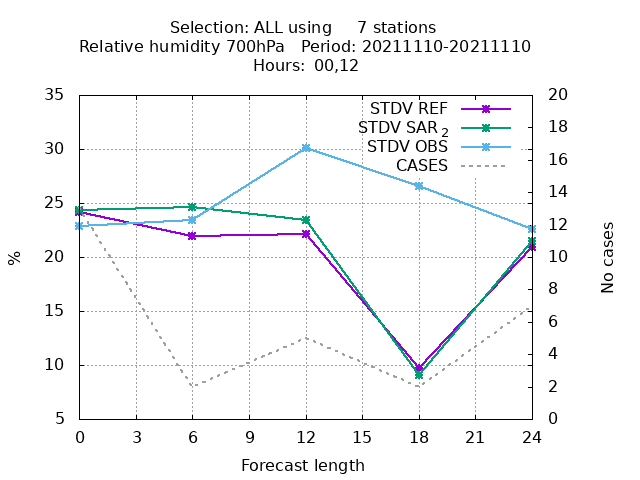 Selection: ALL using 7 stations
Relative humidity 700hPa Period: 20211110-20211110
Hours: 00,12
STDV REF
STDV SAR 2
STDV OBS
CASES
35
30
25
20
15
10
5
%
20
18
16
14
12
10
8
6
4
2
0
No cases
0 3 6 9 12 15 18 21 24
Forecast length